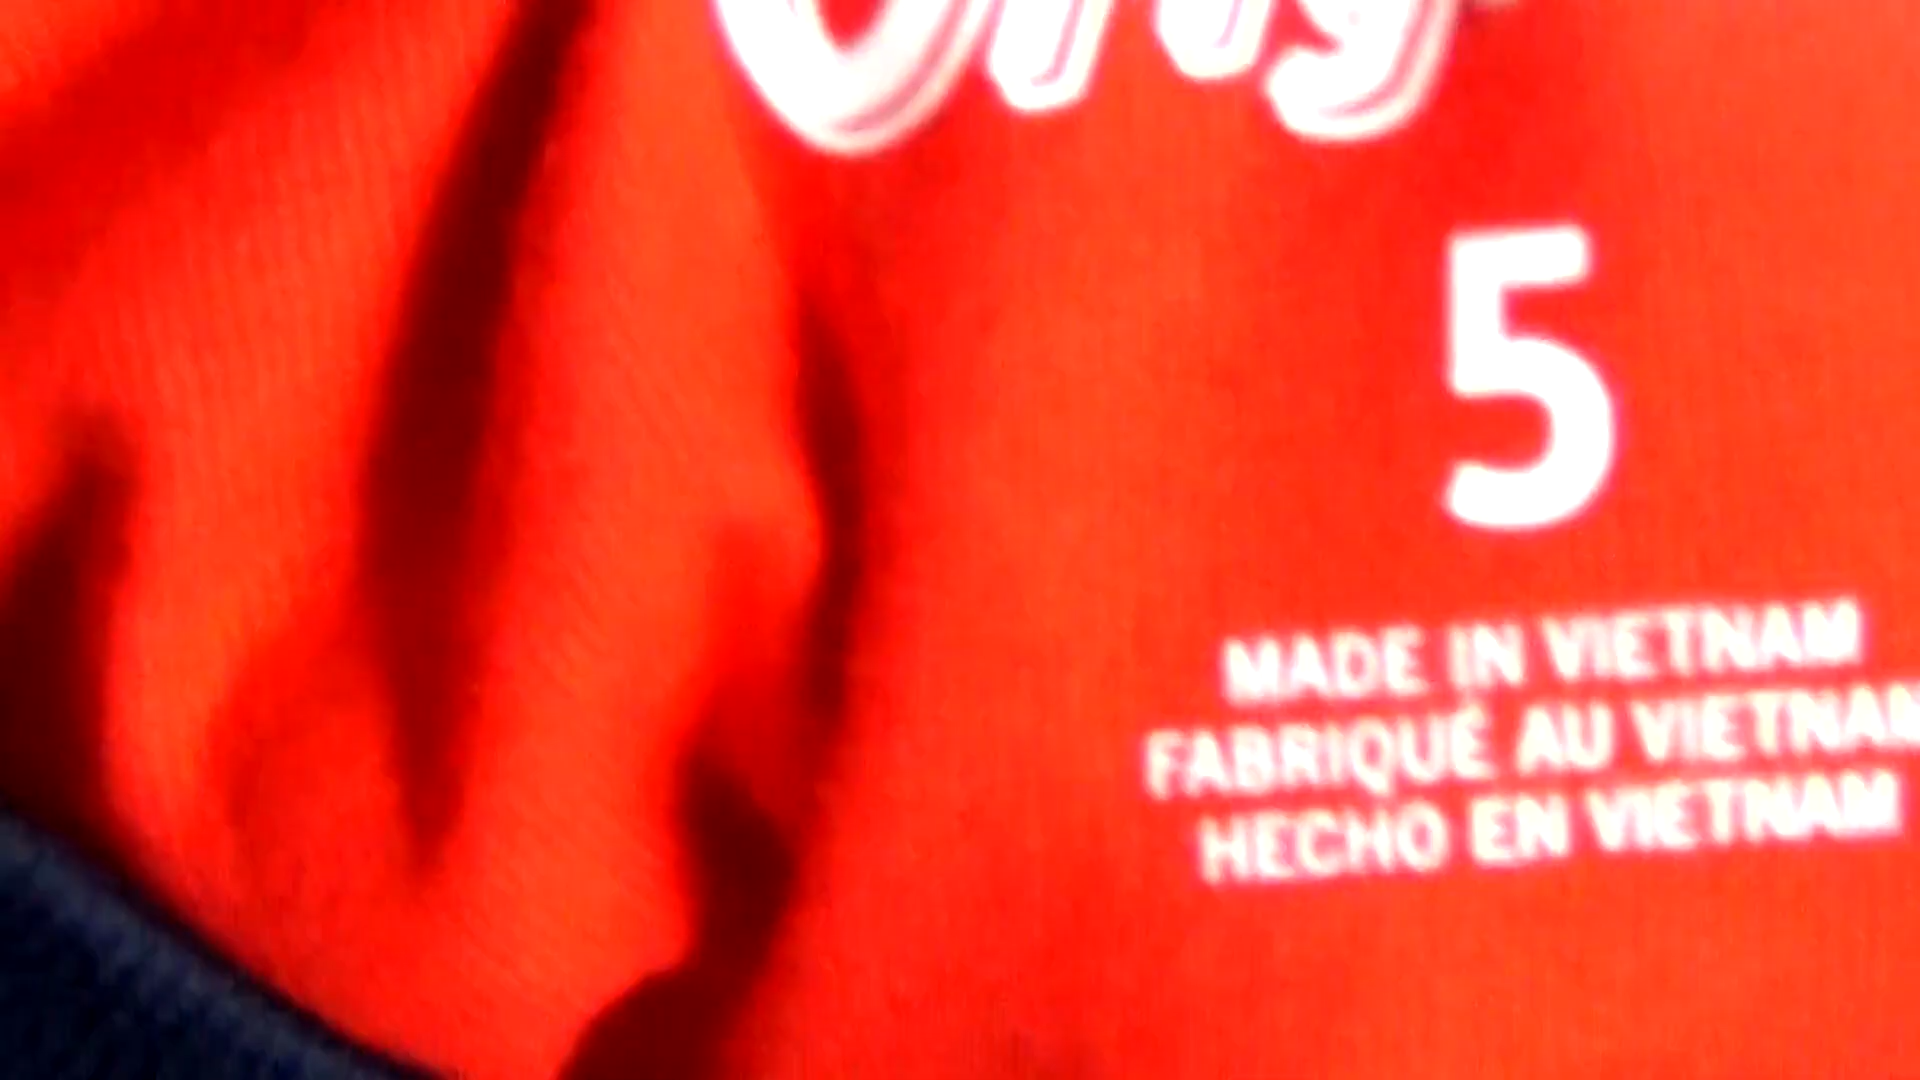 5
MADE IN VIETNAM
FABRIQUÉ AU VIETNAM
HECHO EN VIETNAM